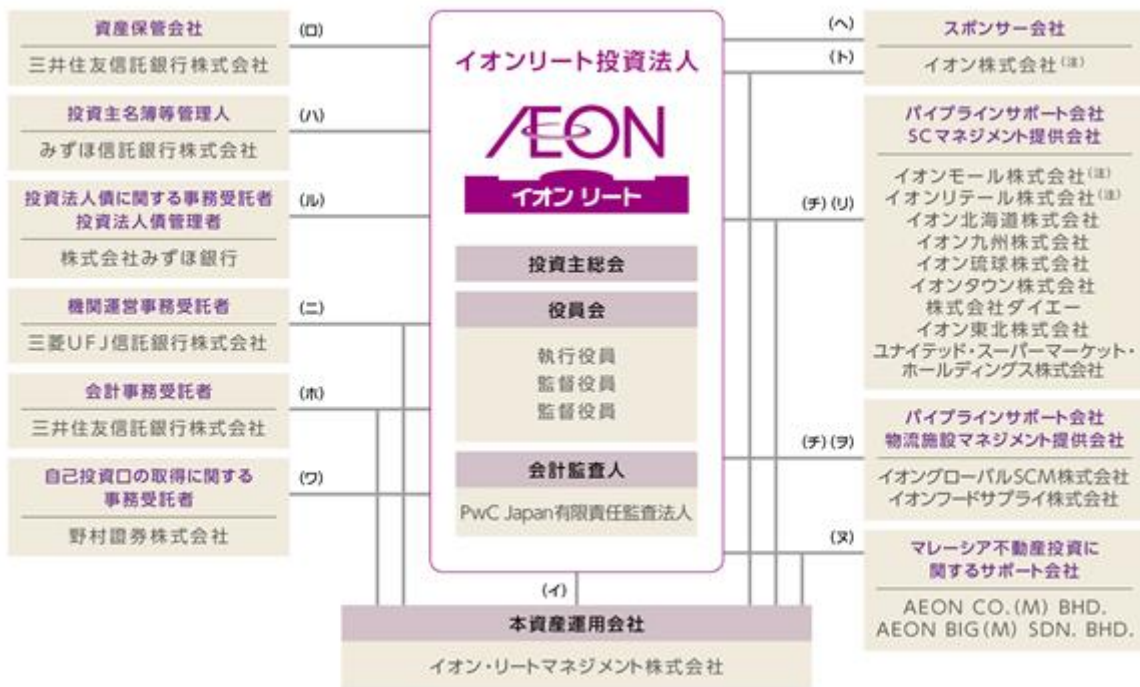 資産保管会社
三井住友信託銀行株式会社
(ロ)
投資主名簿等管理人
みずほ信託銀行株式会社
(ハ)
投資法人債に関する事務受託者
投資法人債管理者
株式会社みずほ銀行
(ル)
機関運営事務受託者
三菱UFJ信託銀行株式会社
(ニ)
会計事務受託者
三井住友信託銀行株式会社
(ホ)
自己投資口の取得に関する
事務受託者
野村證券株式会社
(ワ)
イオンリート投資法人
ÆON
イオン リート
投資主総会
役員会
執行役員
監督役員
監督役員
会計監査人
PwC Japan有限責任監査法人
(イ)
本資産運用会社
イオン・リートマネジメント株式会社
(ヘ)
(ト)
スポンサー会社
イオン株式会社(注)
(チ)(リ)
パイプラインサポート会社
SCマネジメント提供会社
イオンモール株式会社(注)
イオンリテール株式会社(注)
イオン北海道株式会社
イオン九州株式会社
イオン琉球株式会社
イオンタウン株式会社
株式会社ダイエー
イオン東北株式会社
ユナイテッド・スーパーマーケット・
ホールディングス株式会社
(チ)(ヲ)
パイプラインサポート会社
物流施設マネジメント提供会社
イオングローバルSCM株式会社
イオンフードサプライ株式会社
(ヌ)
マレーシア不動産投資に
関するサポート会社
AEON CO.(M) BHD.
AEON BIG(M) SDN. BHD.